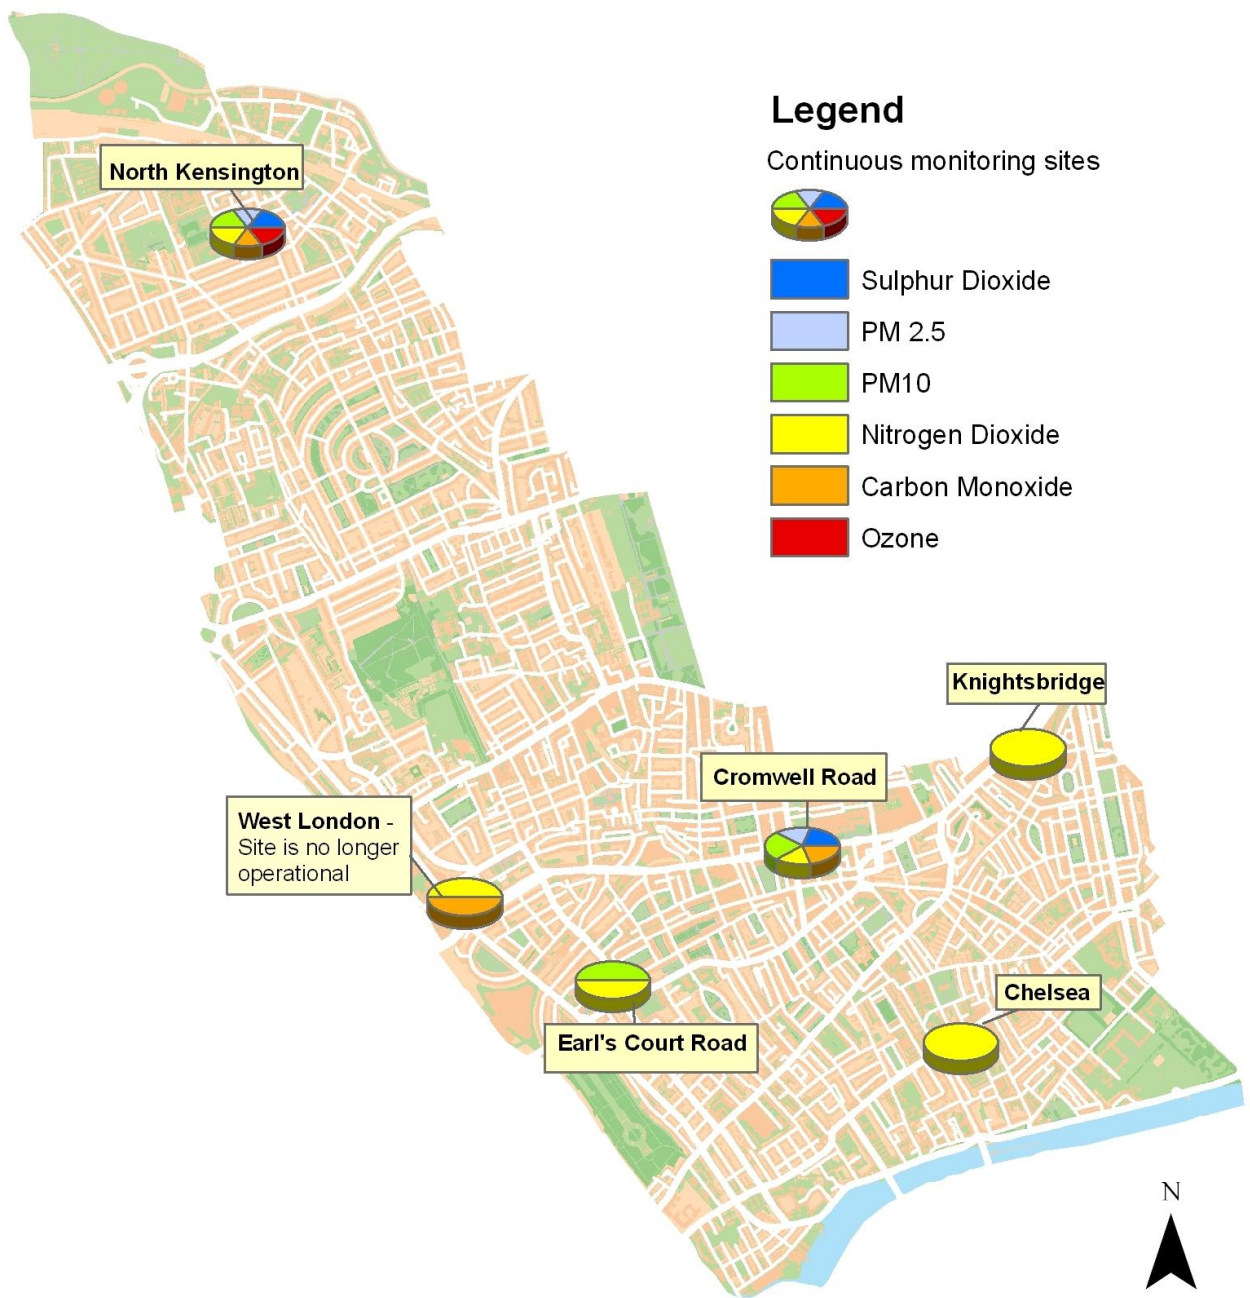 Legend
Continuous monitoring sites
Sulphur Dioxide
PM 2.5
PM10
Nitrogen Dioxide
Carbon Monoxide
Ozone
North Kensington
Knightsbridge
Cromwell Road
West London -
Site is no longer
operational
Chelsea
Earl's Court Road
N